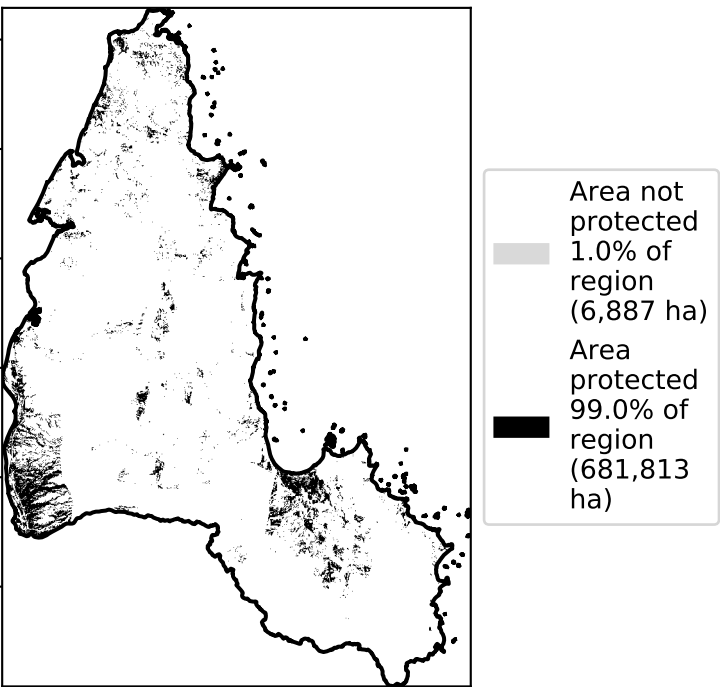 Area not
protected
1.0% of
region
(6,887 ha)
Area
protected
99.0% of
region
(681,813
ha)